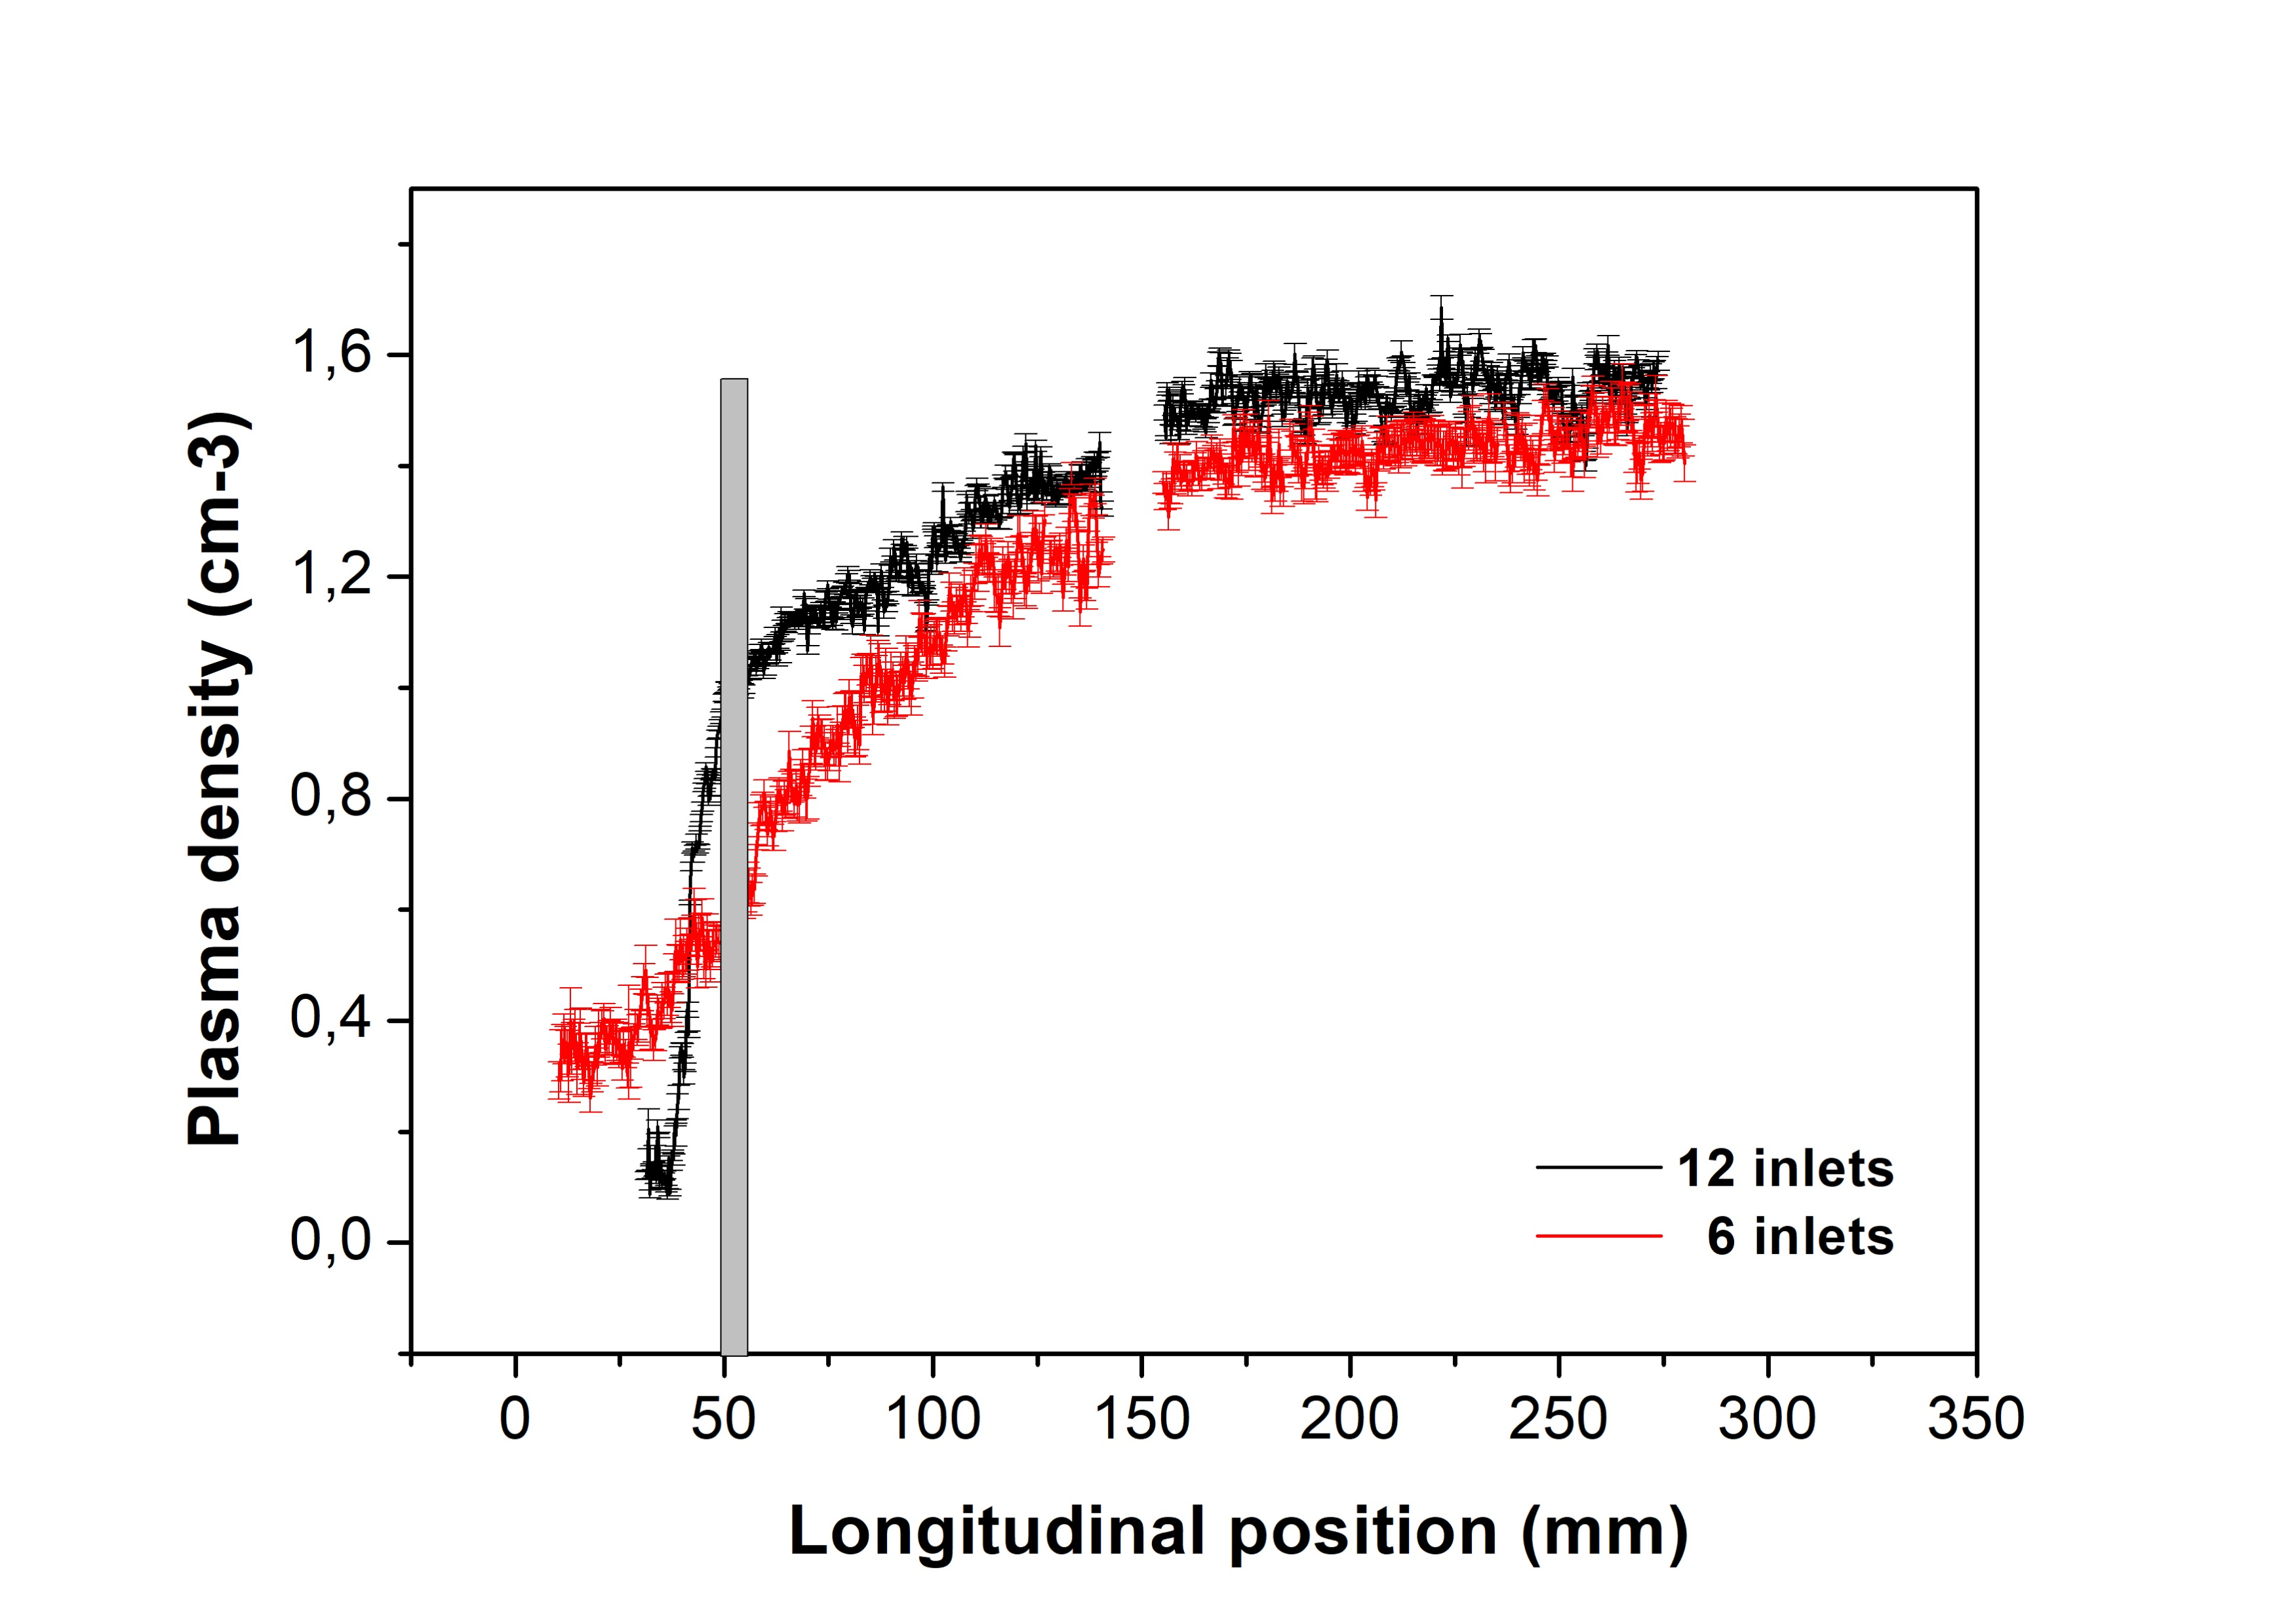 Plasma density (cm-3)
1,6
1,2
0,8
0,4
0,0
12 inlets
6 inlets
0 50 100 150 200 250 300 350
Longitudinal position (mm)